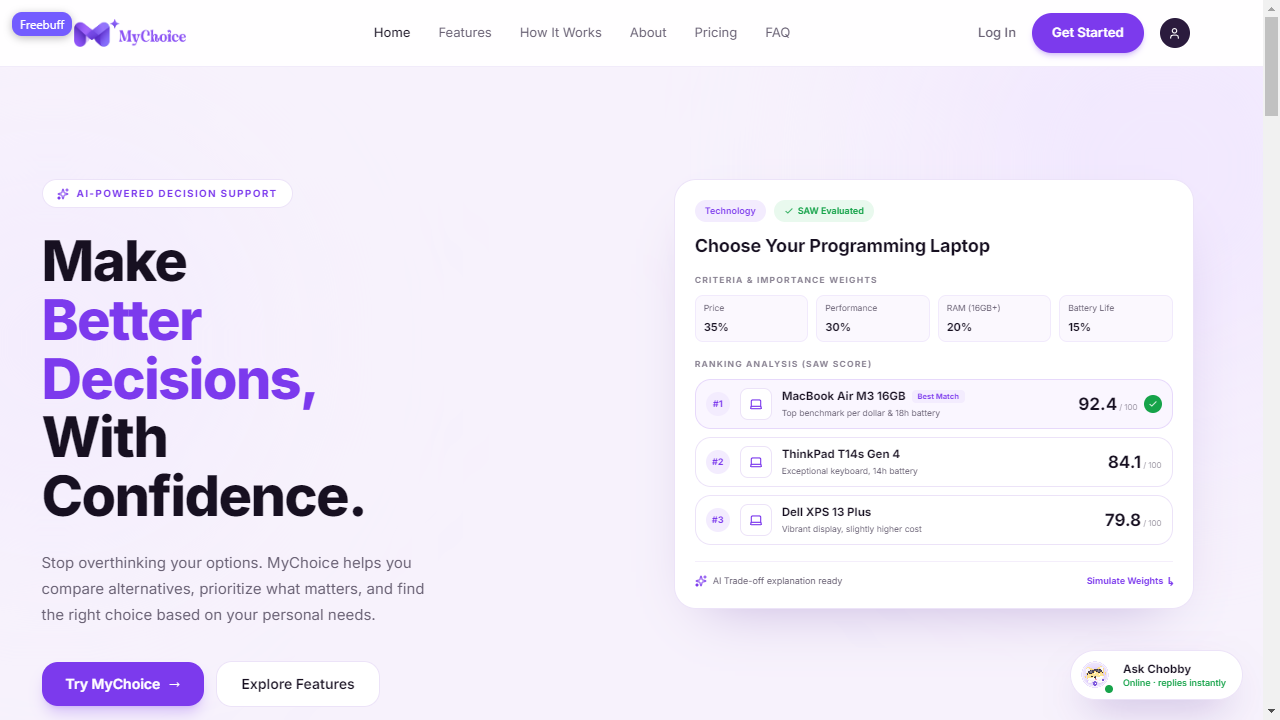 Freebuff
MyChoice
Home
Features
How It Works
About
Pricing
FAQ
Log In
Get Started
AI-POWERED DECISION SUPPORT
Make
Better
Decisions,
With
Confidence.
Stop overthinking your options. MyChoice helps you
compare alternatives, prioritize what matters, and find
the right choice based on your personal needs.
Try MyChoice →
Explore Features
Technology
SAW Evaluated
Choose Your Programming Laptop
CRITERIA & IMPORTANCE WEIGHTS
Price
35%
Performance
30%
RAM (16GB+)
20%
Battery Life
15%
RANKING ANALYSIS (SAW SCORE)
#1
MacBook Air M3 16GB Best Match
Top benchmark per dollar & 18h battery
92.4 / 100
#2
ThinkPad T14s Gen 4
Exceptional keyboard, 14h battery
84.1 / 100
#3
Dell XPS 13 Plus
Vibrant display, slightly higher cost
79.8 / 100
AI Trade-off explanation ready
Simulate Weights ↳
Ask Chobby
Online · replies instantly